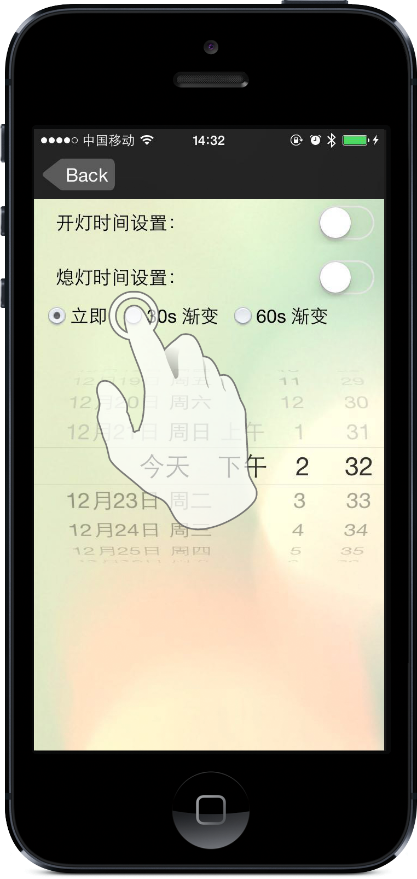 中国移动 14:32
Back
开灯时间设置:
熄灯时间设置:
立即 30s 渐变 60s 渐变
12月19日 周五 11 29
12月20日 周六 12 30
12月21日 周日 上午 1 31
今天 下午 2 32
12月23日 周二 3 33
12月24日 周三 4 34
12月25日 周四 5 35